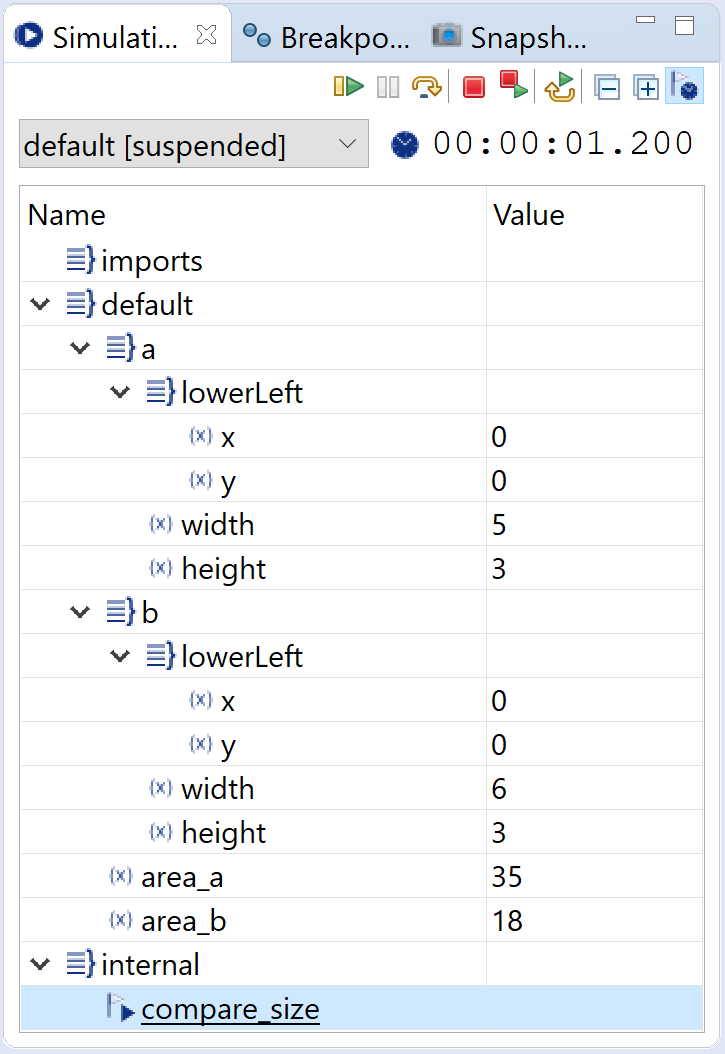 Simulati... Breakpo... Snapsh...
default [suspended] 00:00:01.200
Name Value
imports
default
a
lowerLeft
x 0
y 0
width 5
height 3
b
lowerLeft
x 0
y 0
width 6
height 3
area_a 35
area_b 18
internal
compare_size